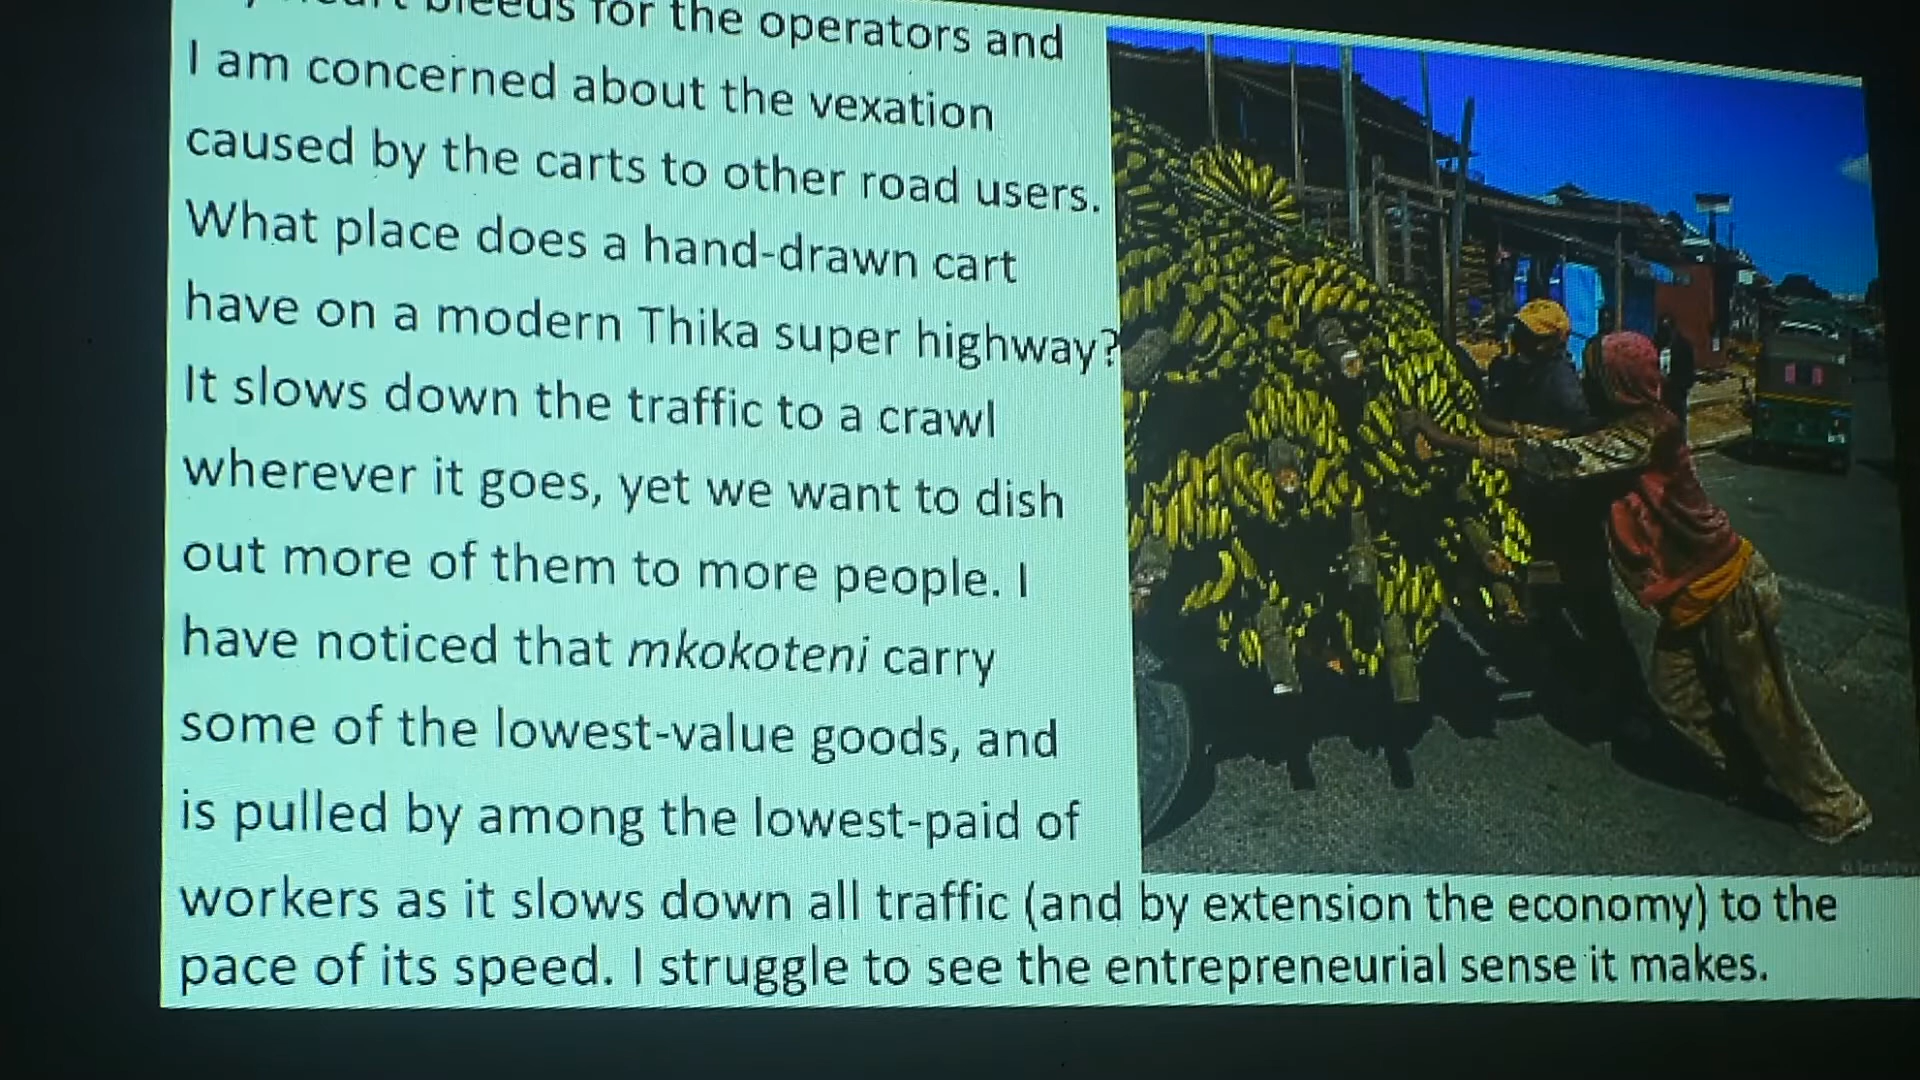 heart bleeds for the operators and
I am concerned about the vexation
caused by the carts to other road users.
What place does a hand-drawn cart
have on a modern Thika super highway?
It slows down the traffic to a crawl
wherever it goes, yet we want to dish
out more of them to more people. I
have noticed that mkokoteni carry
some of the lowest-value goods, and
is pulled by among the lowest-paid of
workers as it slows down all traffic (and by extension the economy) to the
pace of its speed. I struggle to see the entrepreneurial sense it makes.